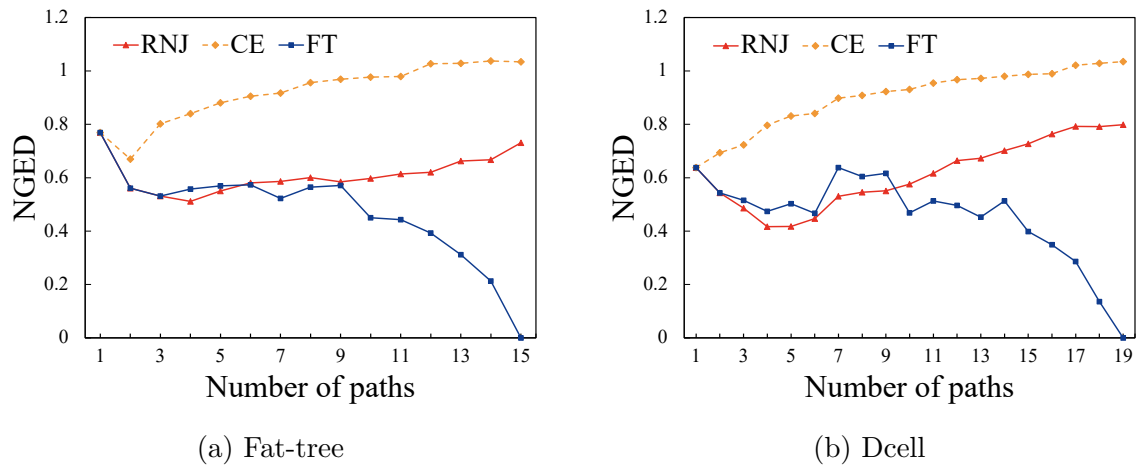 RNJ CE FT
NGED
1.2
1
0.8
0.6
0.4
0.2
0
1 3 5 7 9 11 13 15
Number of paths
(a) Fat-tree
RNJ CE FT
NGED
1.2
1
0.8
0.6
0.4
0.2
0
1 3 5 7 9 11 13 15 17 19
Number of paths
(b) Dcell